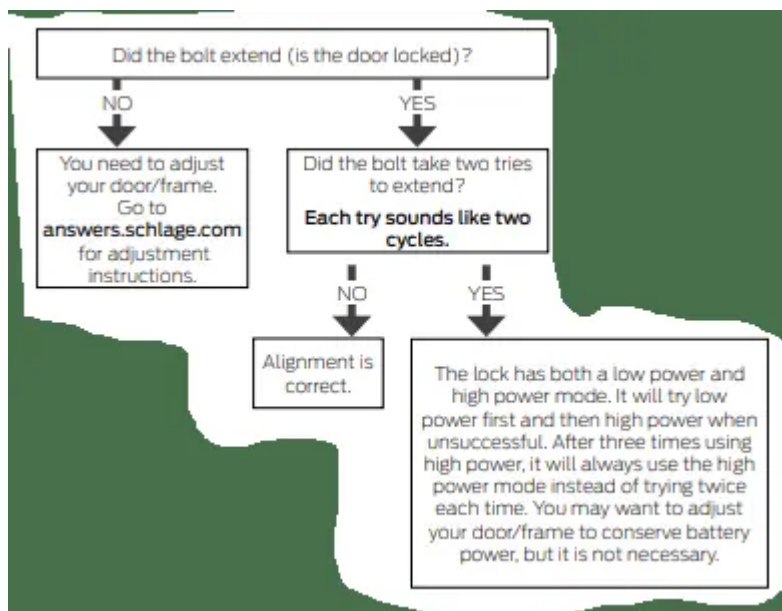 Did the bolt extend (is the door locked)?
NO
YES
You need to adjust
your door/frame.
Go to
answers.schlage.com
for adjustment
instructions.
Did the bolt take two tries
to extend?
Each try sounds like two
cycles.
NO
YES
Alignment is
correct.
The lock has both a low power and
high power mode. It will try low
power first and then high power when
unsuccessful. After three times using
high power, it will always use the high
power mode instead of trying twice
each time. You may want to adjust
your door/frame to conserve battery
power, but it is not necessary.